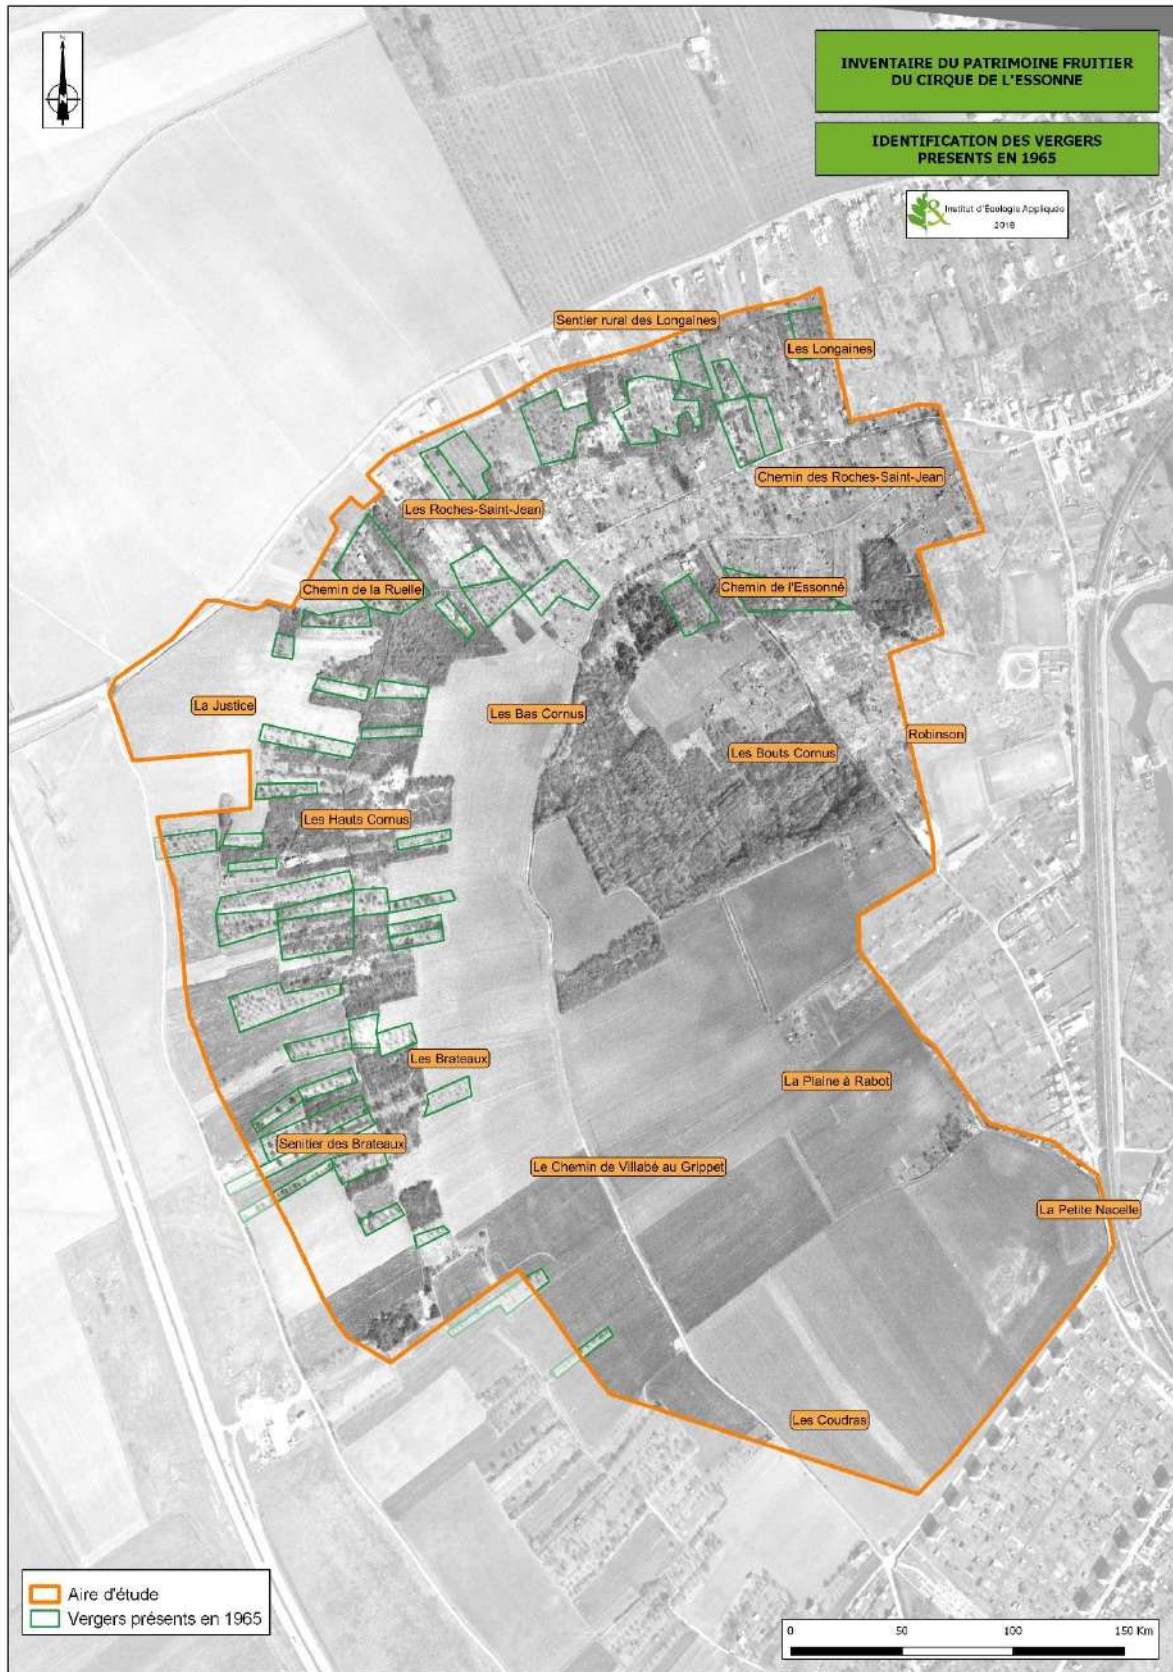 N
INVENTAIRE DU PATRIMOINE FRUITIER
DU CIRQUE DE L'ESSONNE
IDENTIFICATION DES VERGERS
PRESENTS EN 1965
Institut d'Écologie Appliquée
2018
Sentier rural des Longaines
Les Longaines
Chemin des Roches-Saint-Jean
Les Roches-Saint-Jean
Chemin de la Ruelle
Chemin de l'Essonné
La Justice
Les Bas Cornus
Robinson
Les Bouts Cornus
Les Hauts Cornus
Les Brateaux
La Plaine à Rabot
Senitier des Brateaux
Le Chemin de Villabé au Grippet
La Petite Nacelle
Les Coudras
Aire d'étude
Vergers présents en 1965
0 50 100 150 Km